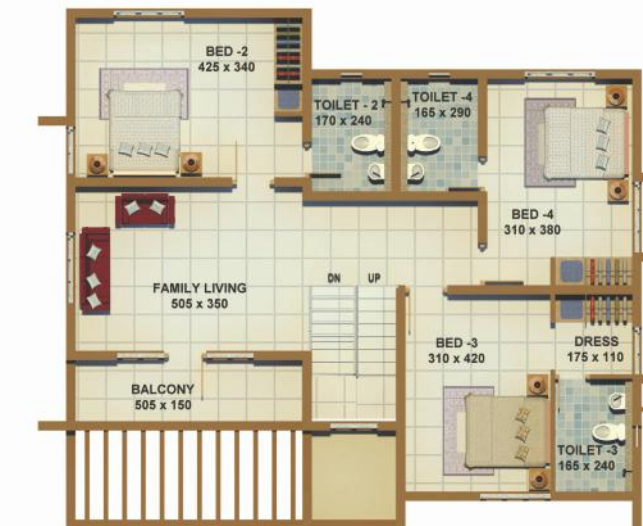 BED -2
425 x 340
TOILET - 2
170 x 240
TOILET -4
165 x 290
BED -4
310 x 380
FAMILY LIVING
505 x 350
DN UP
BED -3
310 x 420
DRESS
175 x 110
BALCONY
505 x 150
TOILET -3
165 x 240